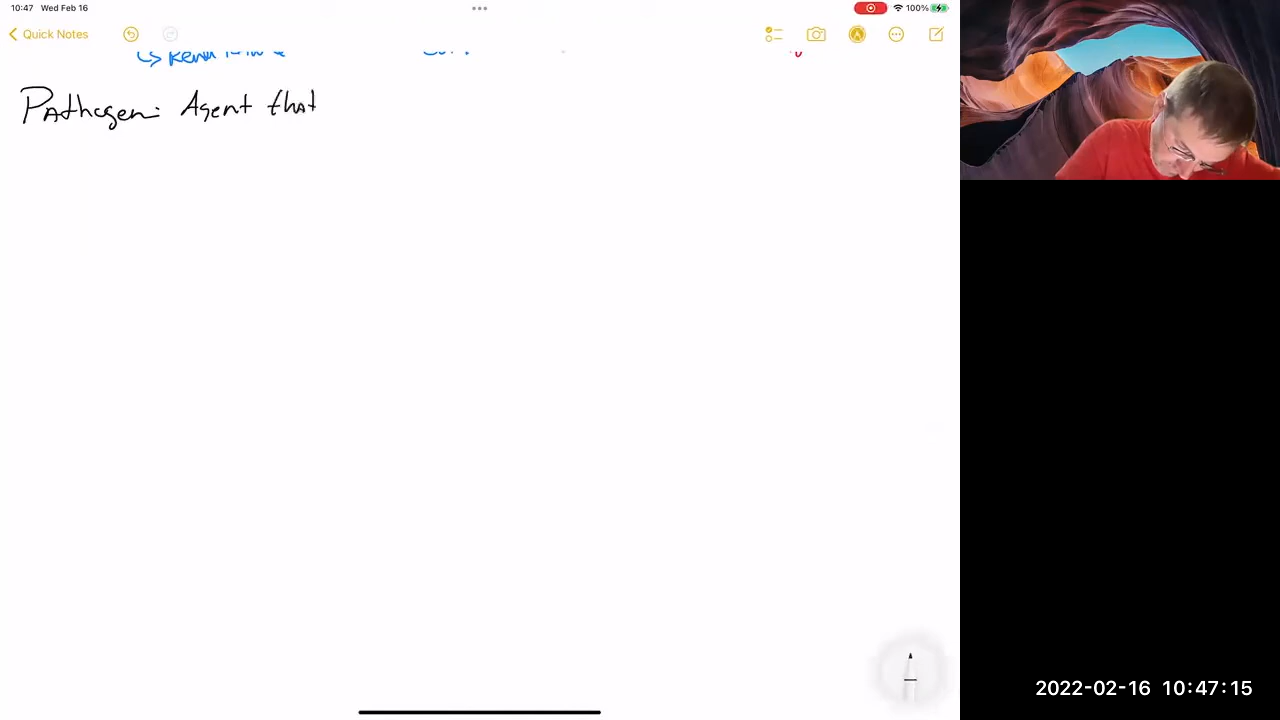 10:47 Wed Feb 16
100%
Quick Notes
Pathogen: Agent that
2022-02-16 10:47:15